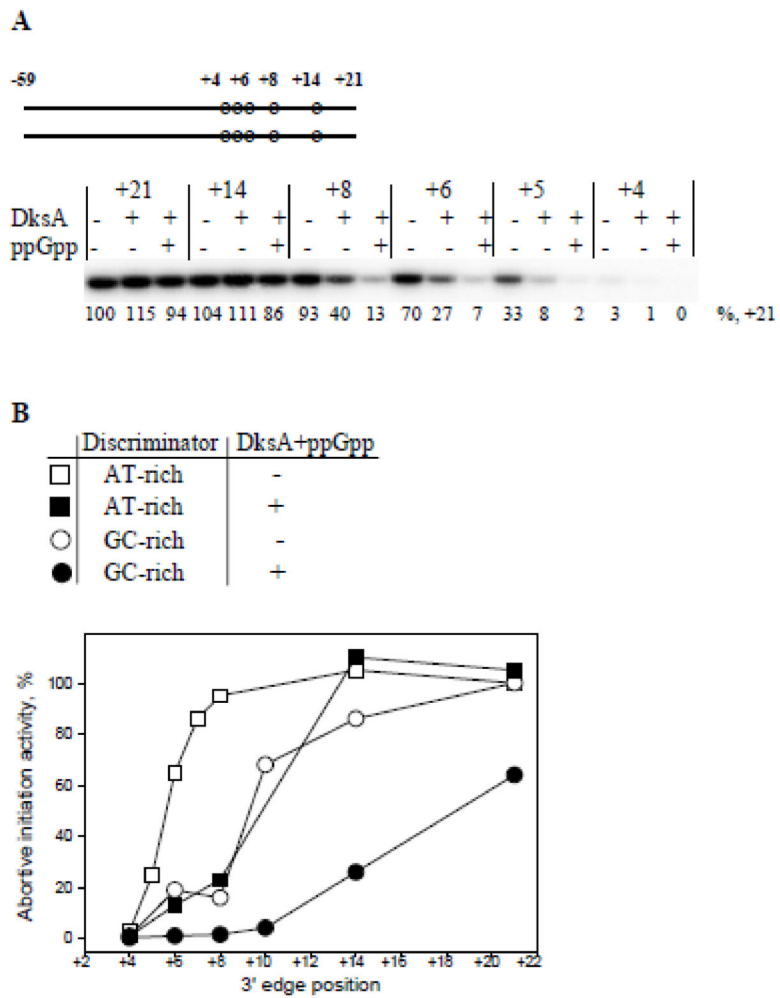 A
-59 +4 +6 +8 +14 +21
+21 +14 +8 +6 +5 +4
DksA - + + - + + - + + - + + - + + - + +
ppGpp - - + - - + - - + - - + - - + - - +
100 115 94 104 111 86 93 40 13 70 27 7 33 8 2 3 1 0 %, +21
B
Discriminator DksA+ppGpp
AT-rich -
AT-rich +
GC-rich -
GC-rich +
Abortive initiation activity, %
100
80
60
40
20
0
+2 +4 +6 +8 +10 +12 +14 +16 +18 +20 +22
3' edge position